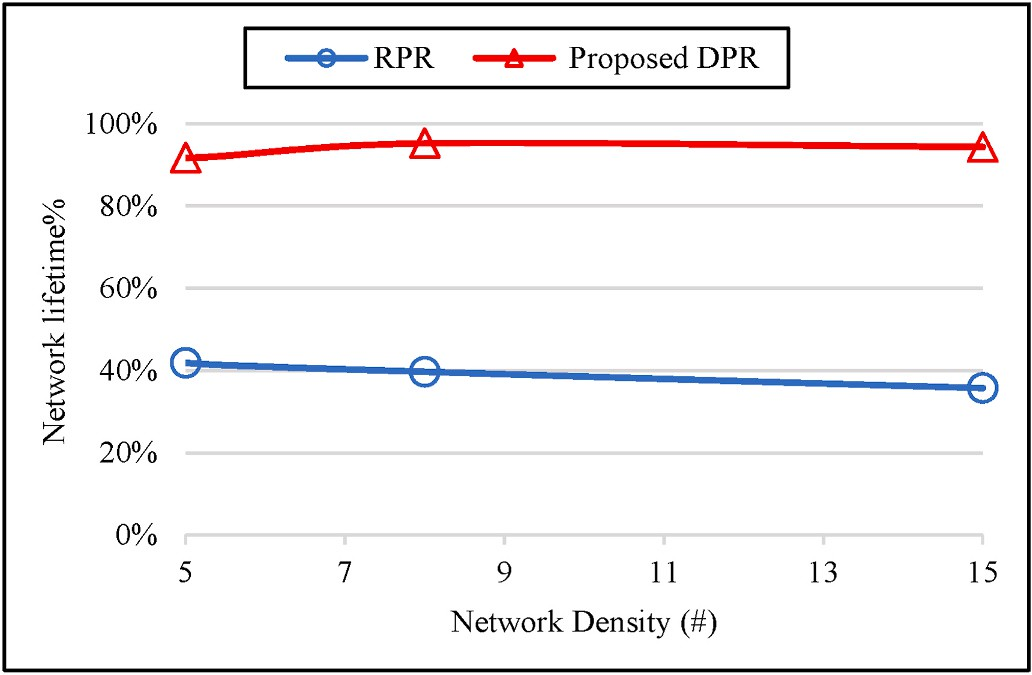 RPR Proposed DPR
100%
80%
60%
40%
20%
0%
Network lifetime%
5 7 9 11 13 15
Network Density (#)